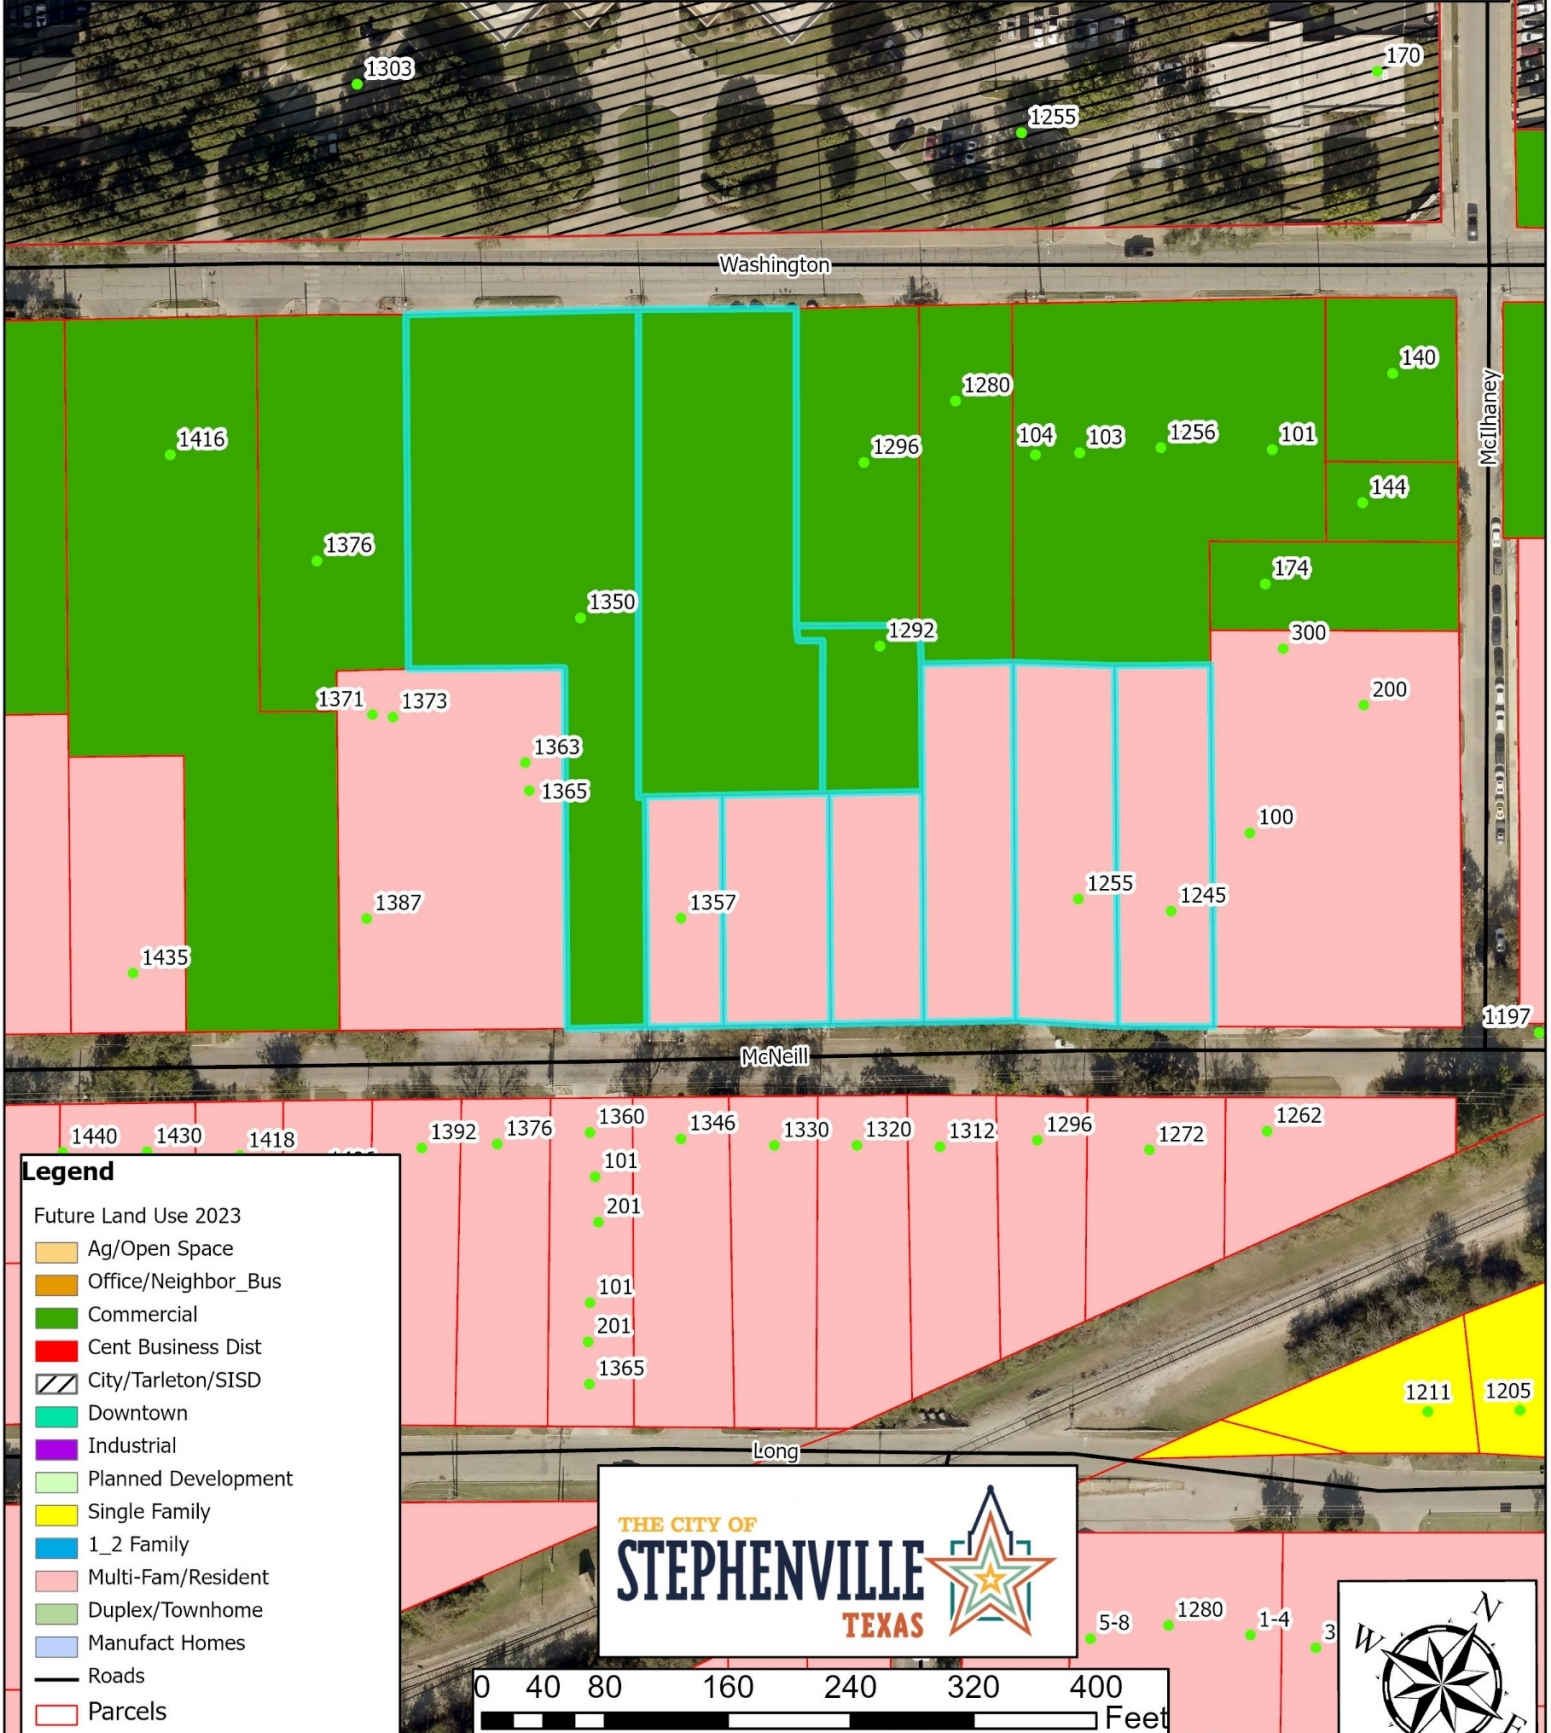 1303
170
1255
Washington
140
1280
McIlhaney
1416
1296
104
103
1256
101
144
1376
174
1350
1292
300
1371
1373
200
1363
1365
100
1387
1357
1255
1245
1435
1197
McNeill
1440
1430
1418
1392
1376
1360
1346
1330
1320
1312
1296
1272
1262
101
201
101
201
1365
1211
1205
Long
Legend
Future Land Use 2023
Ag/Open Space
Office/Neighbor_Bus
Commercial
Cent Business Dist
City/Tarleton/SISD
Downtown
Industrial
Planned Development
Single Family
1_2 Family
Multi-Fam/Resident
Duplex/Townhome
Manufact Homes
Roads
Parcels
THE CITY OF
STEPHENVILLE
TEXAS
5-8
1280
1-4
3
N
W
0 40 80 160 240 320 400
Feet